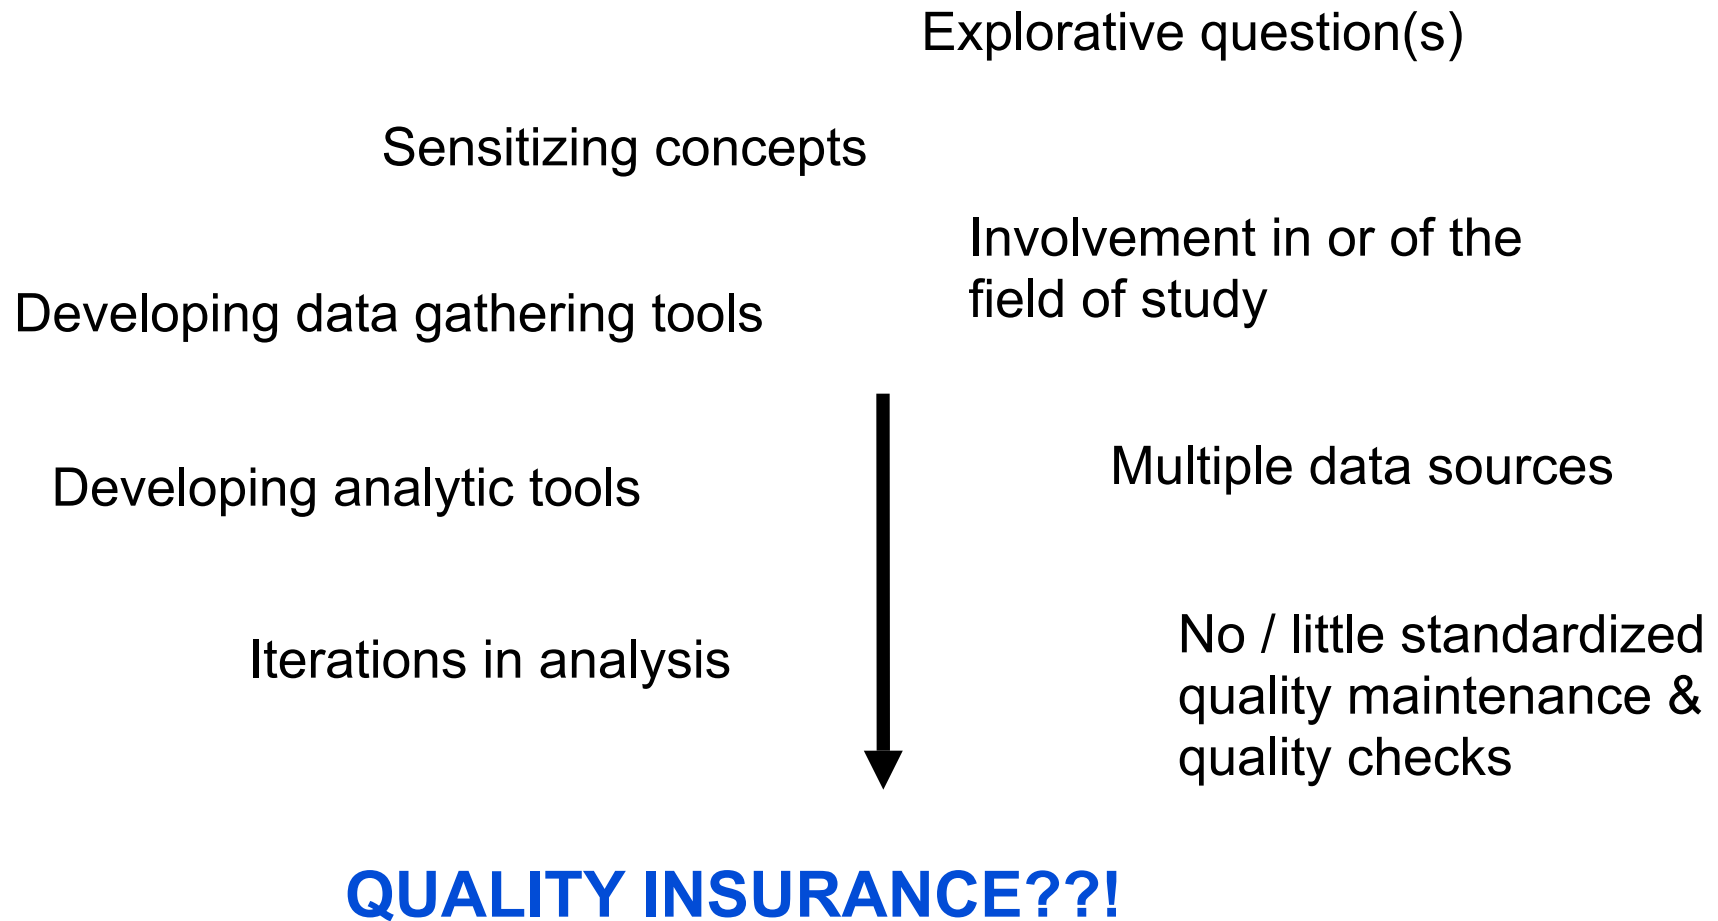 Explorative question(s)
Sensitizing concepts
Involvement in or of the
field of study
Developing data gathering tools
Multiple data sources
Developing analytic tools
No / little standardized
quality maintenance &
quality checks
Iterations in analysis
QUALITY INSURANCE??!